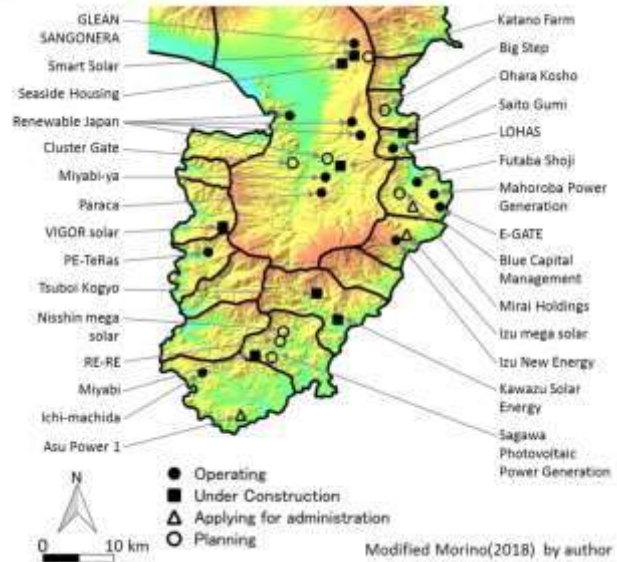 GLEAN
SANGONERA
Smart Solar
Seaside Housing
Renewable Japan
Cluster Gate
Miyabi-ya
Paraca
VIGOR solar
PE-TeRas
Tsuboi Kogyo
Nisshin mega
solar
RE-RE
Miyabi
Ichi-machida
Asu Power 1
Katano Farm
Big Step
Ohara Kosho
Saito Gumi
LOHAS
Futaba Shoji
Mahoroba Power
Generation
E-GATE
Blue Capital
Management
Mirai Holdings
Izu mega solar
Izu New Energy
Kawazu Solar
Energy
Sagawa
Photovoltaic
Power Generation
N
0 10 km
Operating
Under Construction
Applying for administration
Planning
Modified Morino(2018) by author